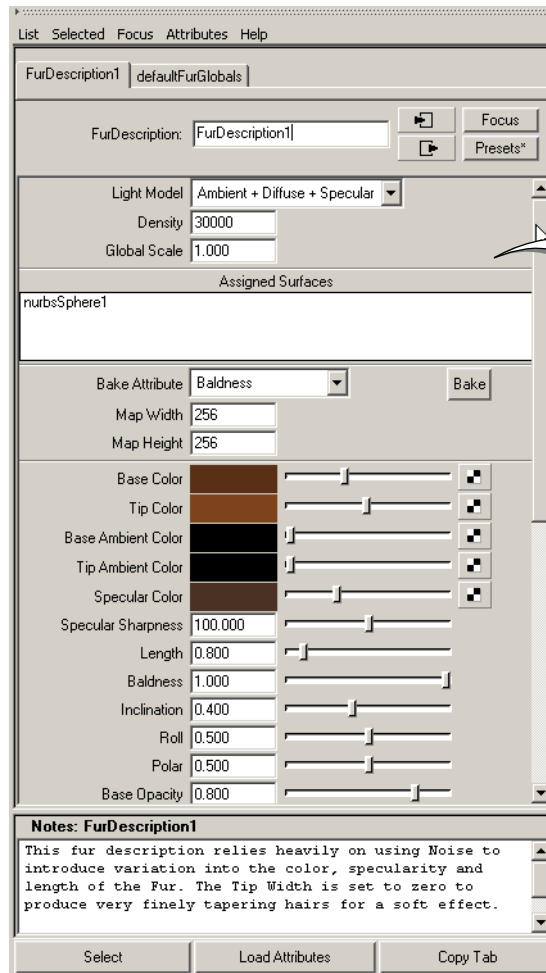 List Selected Focus Attributes Help
FurDescription1 defaultFurGlobals
FurDescription: FurDescription1 Focus
Presets*
Light Model Ambient + Diffuse + Specular
Density 30000
Global Scale 1.000
Assigned Surfaces
nurbsSphere1
Bake Attribute Baldness Bake
Map Width 256
Map Height 256
Base Color
Tip Color
Base Ambient Color
Tip Ambient Color
Specular Color
Specular Sharpness 100.000
Length 0.800
Baldness 1.000
Inclination 0.400
Roll 0.500
Polar 0.500
Base Opacity 0.800
Notes: FurDescription1
This fur description relies heavily on using Noise to
introduce variation into the color, specularity and
length of the Fur. The Tip Width is set to zero to
produce very finely tapering hairs for a soft effect.
Select Load Attributes Copy Tab